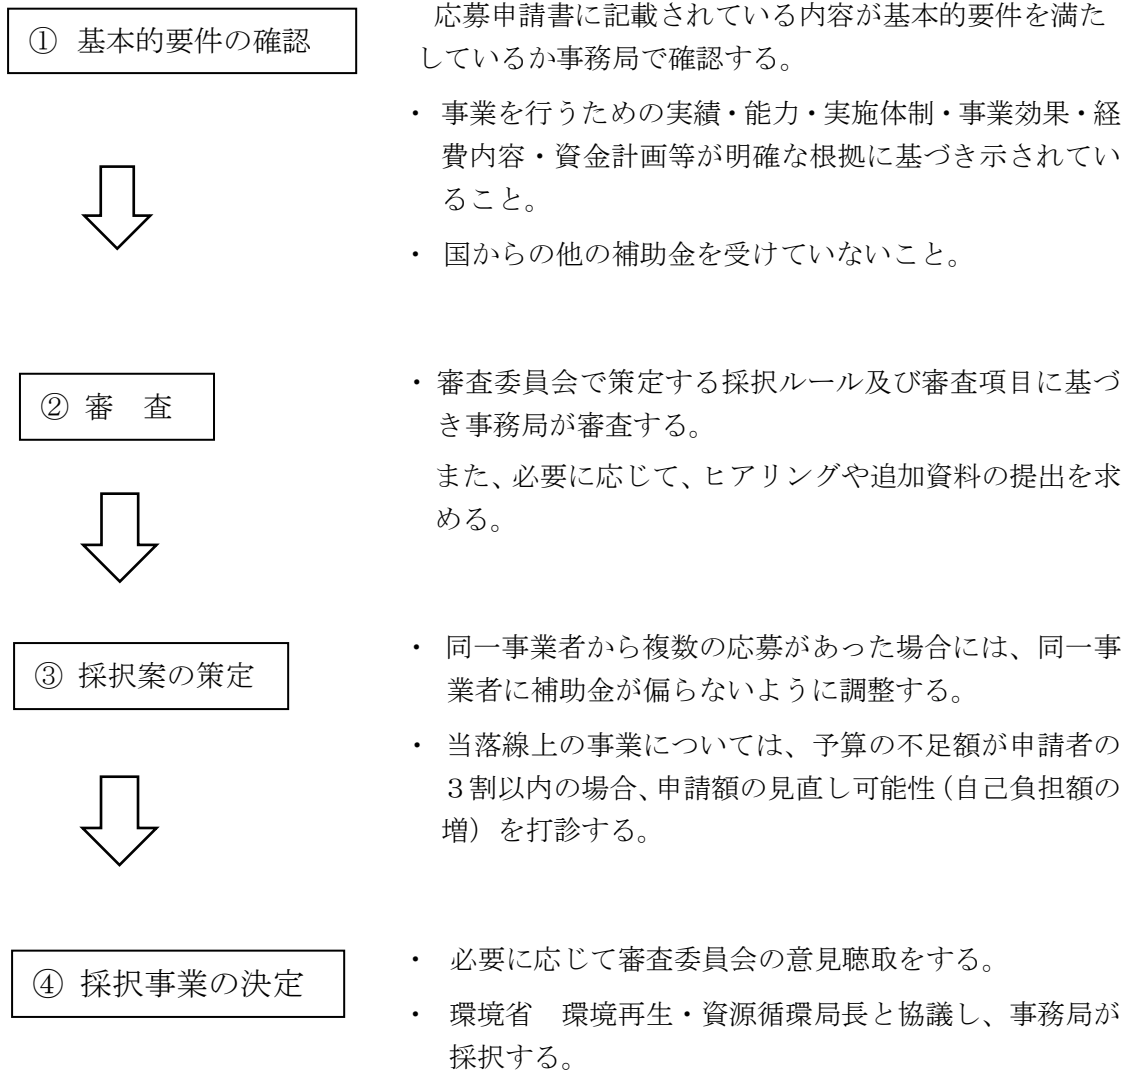 ① 基本的要件の確認
応募申請書に記載されている内容が基本的要件を満た
しているか事務局で確認する。
・ 事業を行うための実績・能力・実施体制・事業効果・経
費内容・資金計画等が明確な根拠に基づき示されてい
ること。
・ 国からの他の補助金を受けていないこと。
② 審　査
・ 審査委員会で策定する採択ルール及び審査項目に基づ
き事務局が審査する。
また、必要に応じて、ヒアリングや追加資料の提出を求
める。
③ 採択案の策定
・ 同一事業者から複数の応募があった場合には、同一事
業者に補助金が偏らないように調整する。
・ 当落線上の事業については、予算の不足額が申請者の
３割以内の場合、申請額の見直し可能性（自己負担額の
増）を打診する。
④ 採択事業の決定
・ 必要に応じて審査委員会の意見聴取をする。
・ 環境省　環境再生・資源循環局長と協議し、事務局が
採択する。